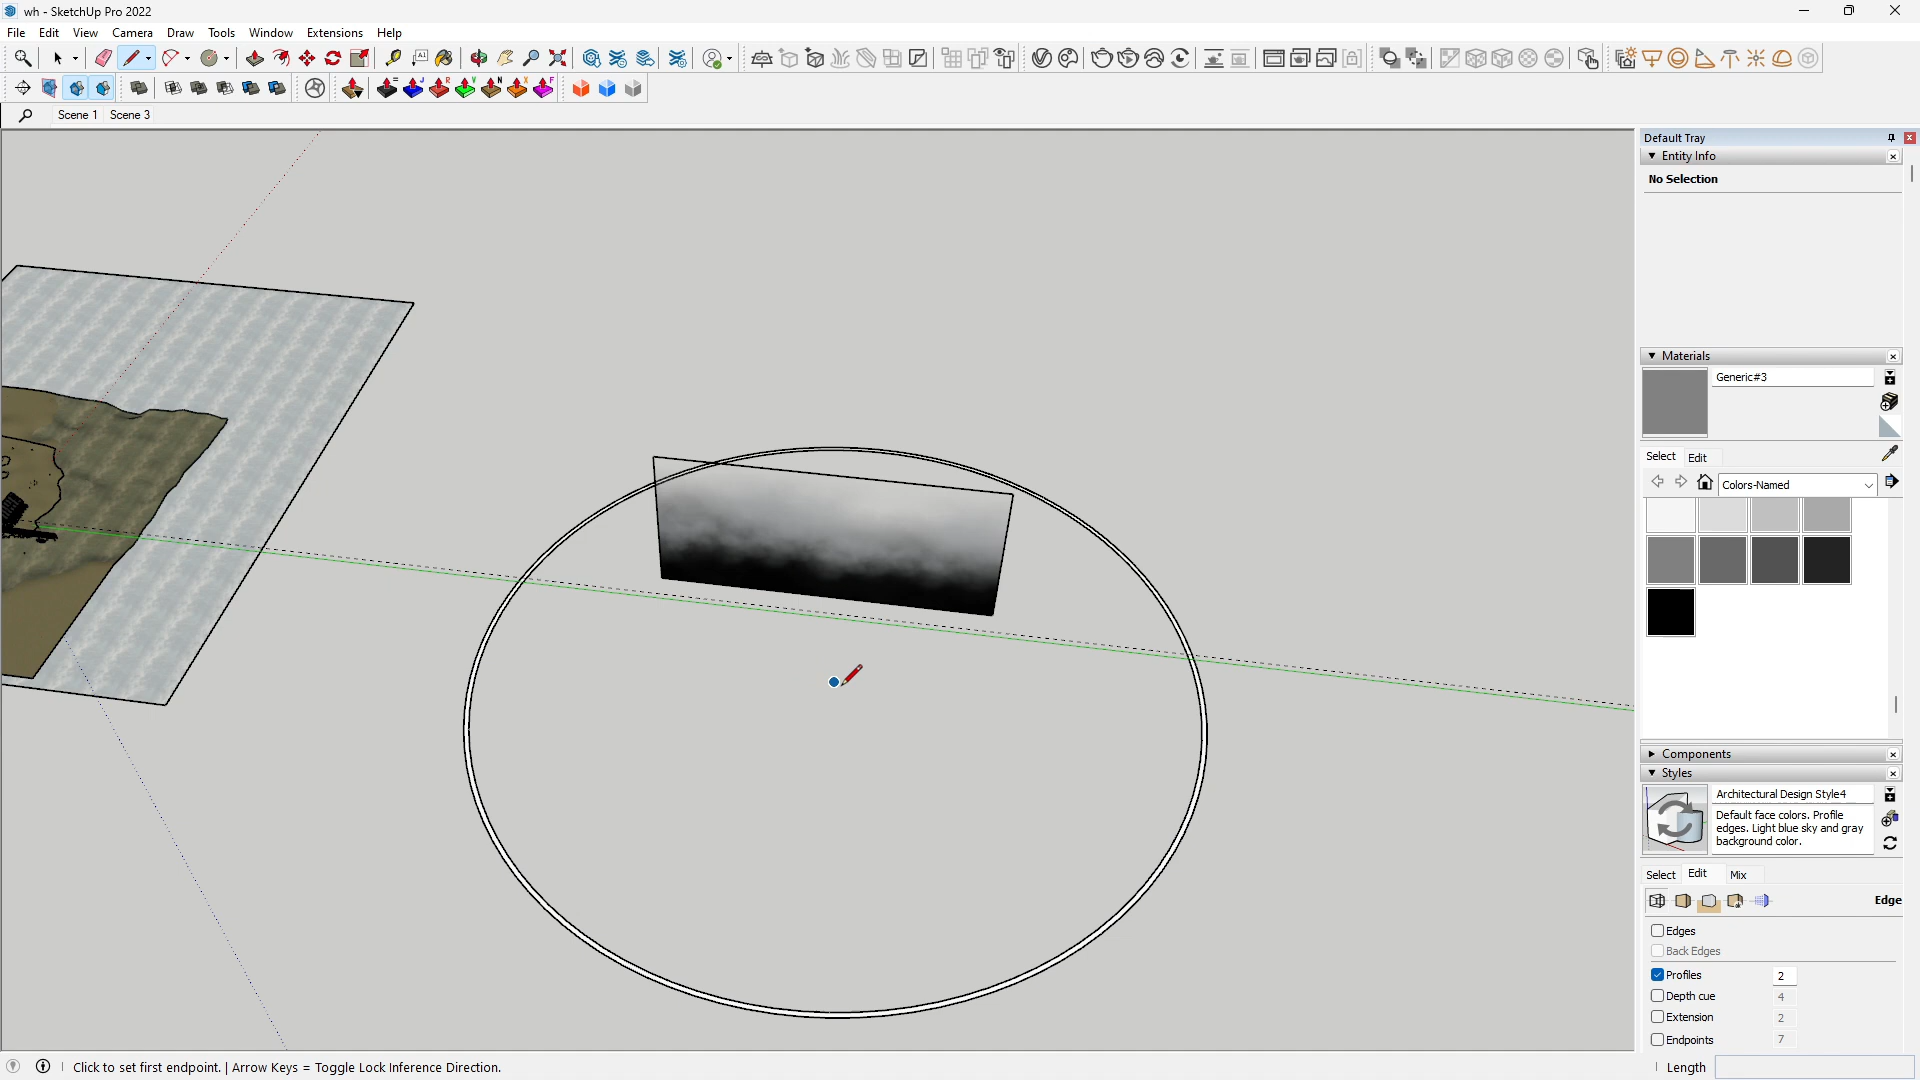 wh - SketchUp Pro 2022
File Edit View Camera Draw Tools Window Extensions Help
Scene 1 Scene 3
Default Tray
Entity Info
No Selection
Materials
Generic#3
Select Edit
Colors-Named
Components
Styles
Architectural Design Style4
Default face colors. Profile
edges. Light blue sky and gray
background color.
Select Edit Mix
Edge
Edges
Back Edges
Profiles 2
Depth cue 4
Extension 2
Endpoints 7
Click to set first endpoint. | Arrow Keys = Toggle Lock Inference Direction.
Length